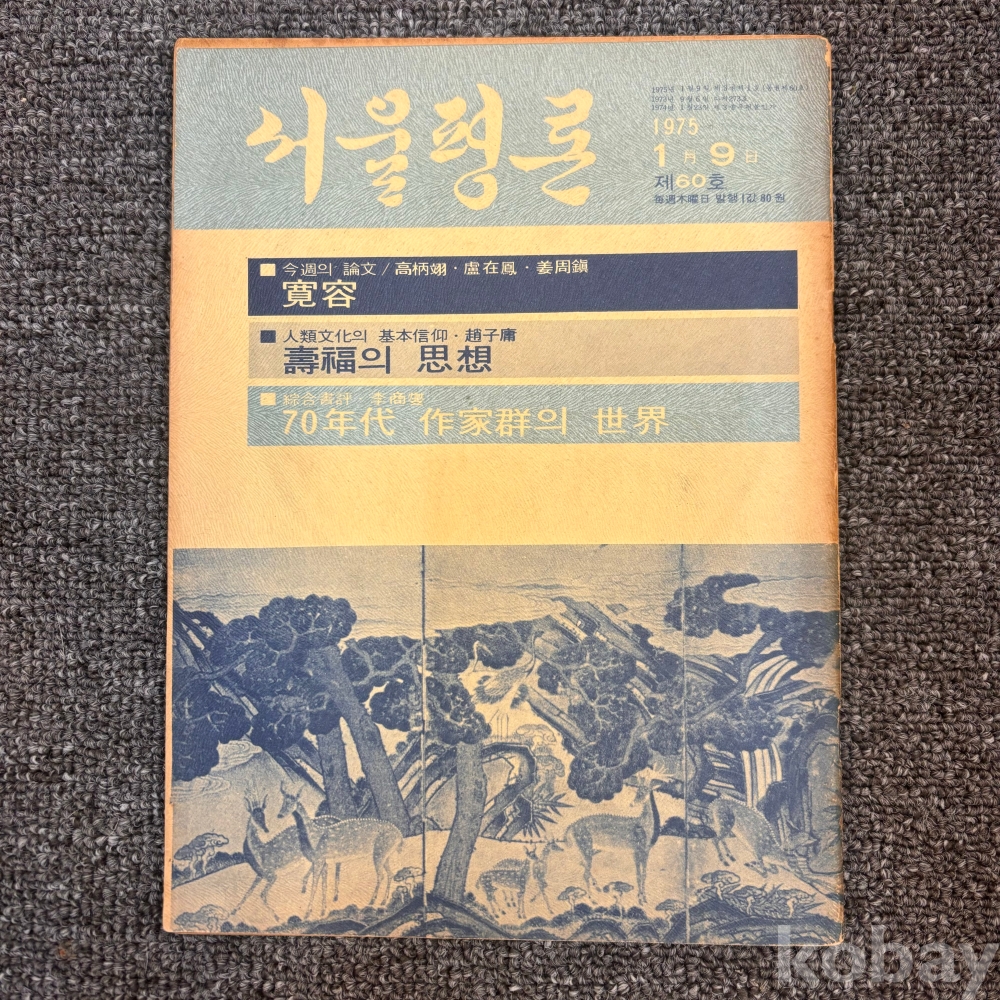 서울평론
1975
1月 9日
제60호
每週木曜日 발행 1값 80원
■ 今週의 論文/高柄翊·盧在鳳·姜周鎭
寬容
■ 人類文化의 基本信仰·趙子庸
壽福의 思想
■ 綜合書評 李商燮
70年代 作家群의 世界
kobay